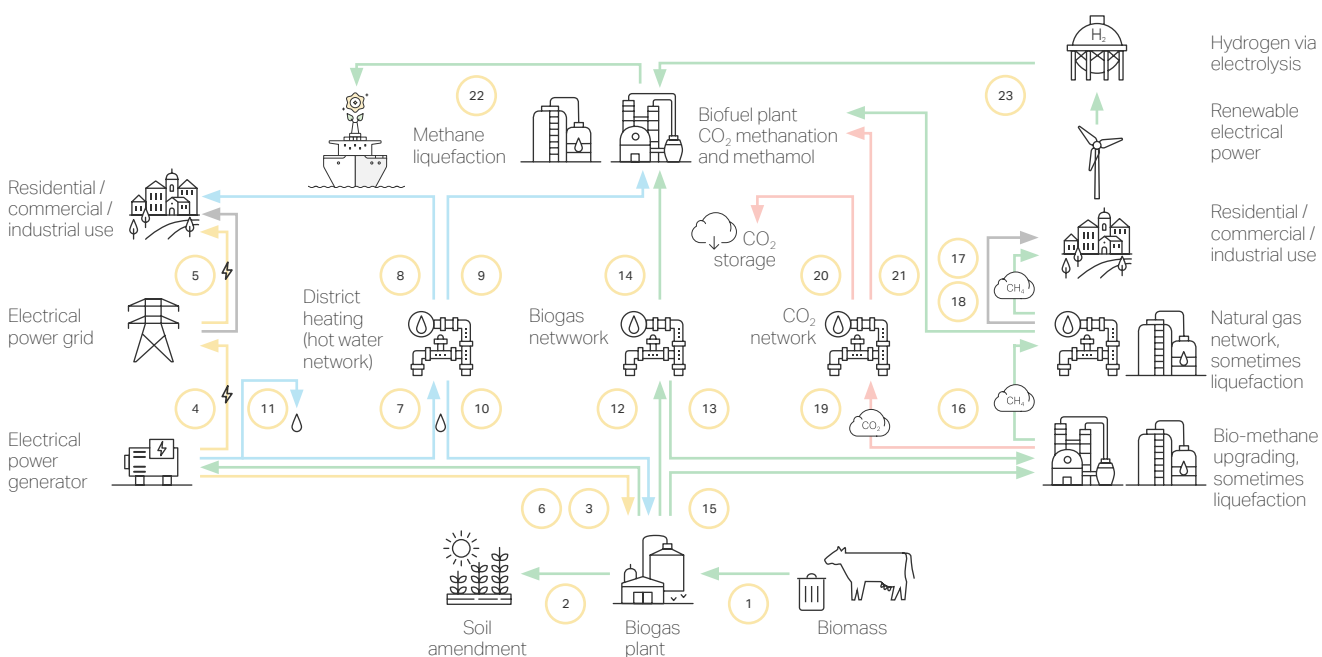 H₂
Hydrogen via
electrolysis
23
22
Methane
liquefaction
Biofuel plant
CO₂ methanation
and methamol
Renewable
electrical
power
Residential /
commercial /
industrial use
CO₂
storage
Residential /
commercial /
industrial use
5
8
9
14
20
21
17
18
CH₄
Electrical
power grid
District
heating
(hot water
network)
Biogas
netwwork
CO₂
network
Natural gas
network,
sometimes
liquefaction
4
11
7
10
12
13
19
CO₂
16
CH₄
Electrical
power
generator
Bio-methane
upgrading,
sometimes
liquefaction
6
3
15
2
1
Soil
amendment
Biogas
plant
Biomass